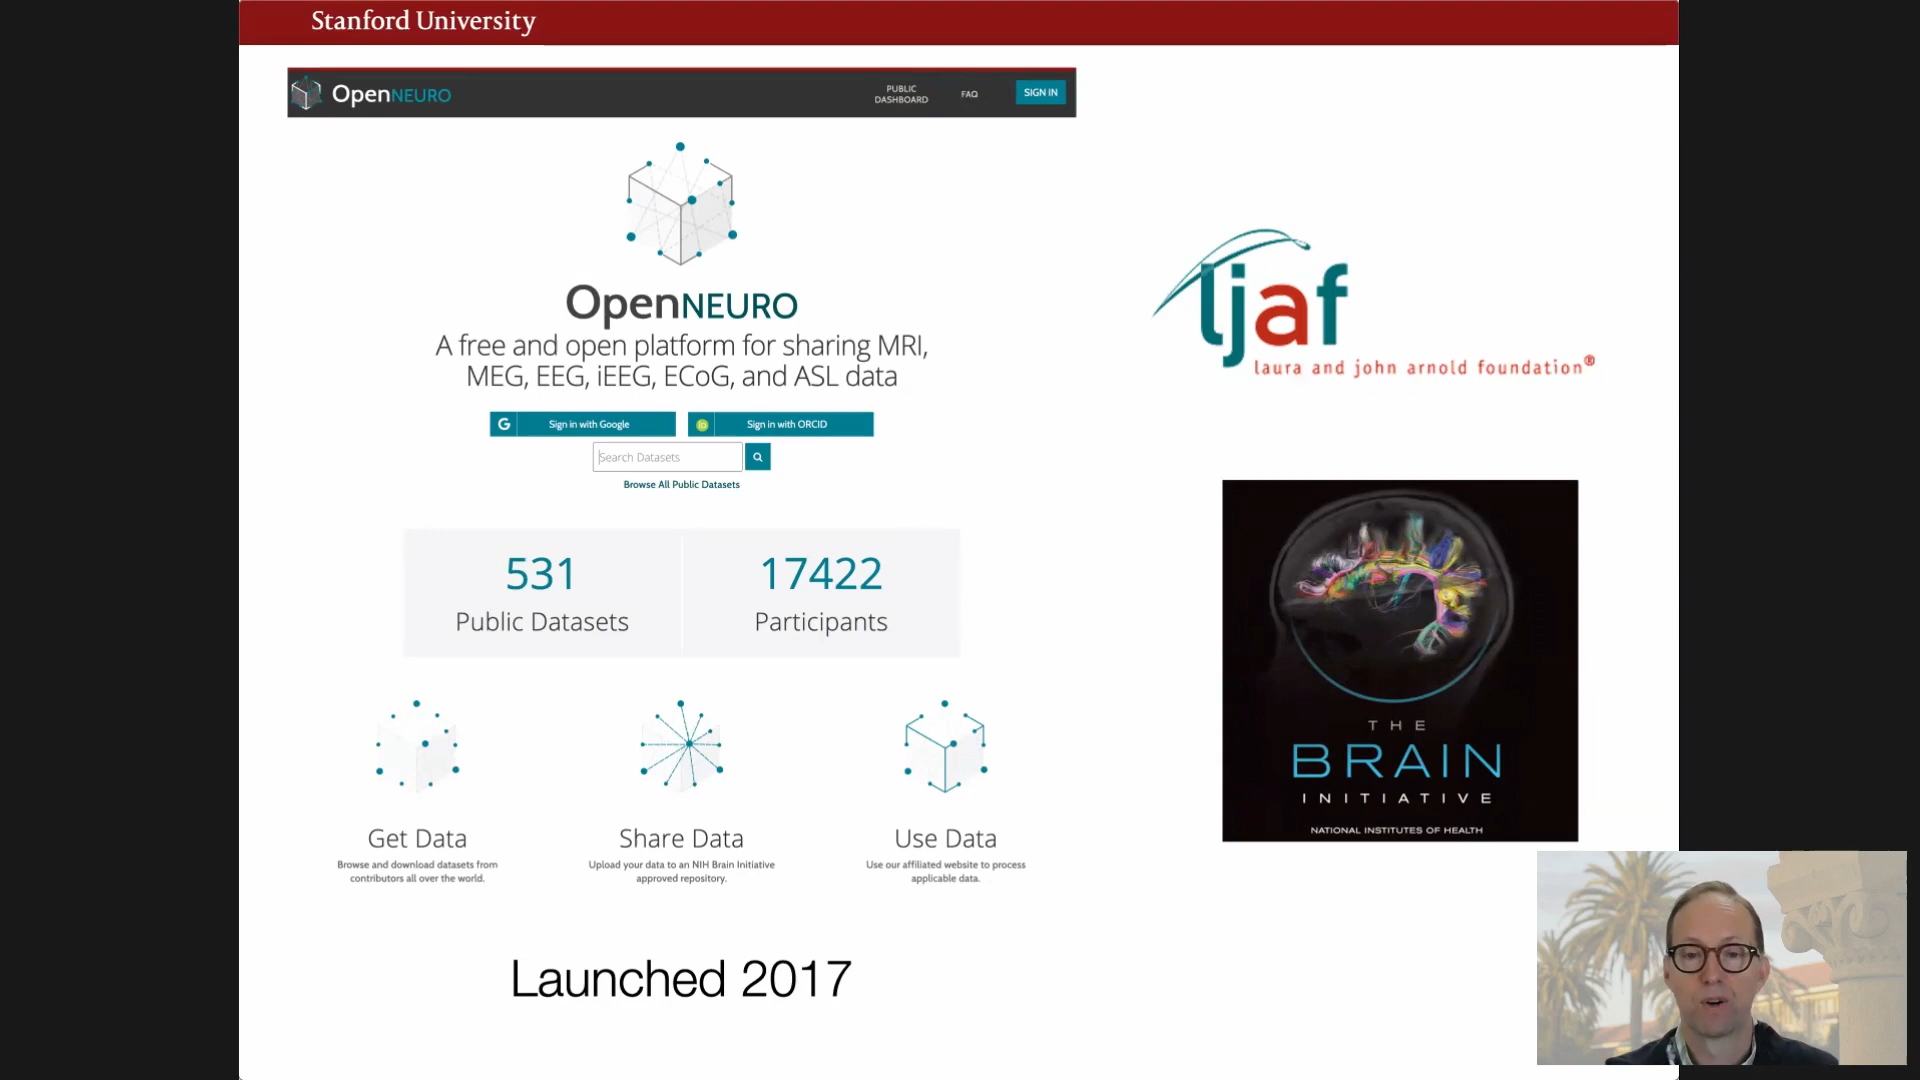 Stanford University
OpenNEURO
PUBLIC
DASHBOARD
FAQ
SIGN IN
OpenNEURO
A free and open platform for sharing MRI,
MEG, EEG, iEEG, ECoG, and ASL data
G Sign in with Google
iD Sign in with ORCID
Search Datasets
Browse All Public Datasets
531
Public Datasets
17422
Participants
Get Data
Browse and download datasets from
contributors all over the world.
Share Data
Upload your data to an NIH Brain Initiative
approved repository.
Use Data
Use our affiliated website to process
applicable data.
Launched 2017
ljaf
laura and john arnold foundation®
THE
BRAIN
INITIATIVE
NATIONAL INSTITUTES OF HEALTH